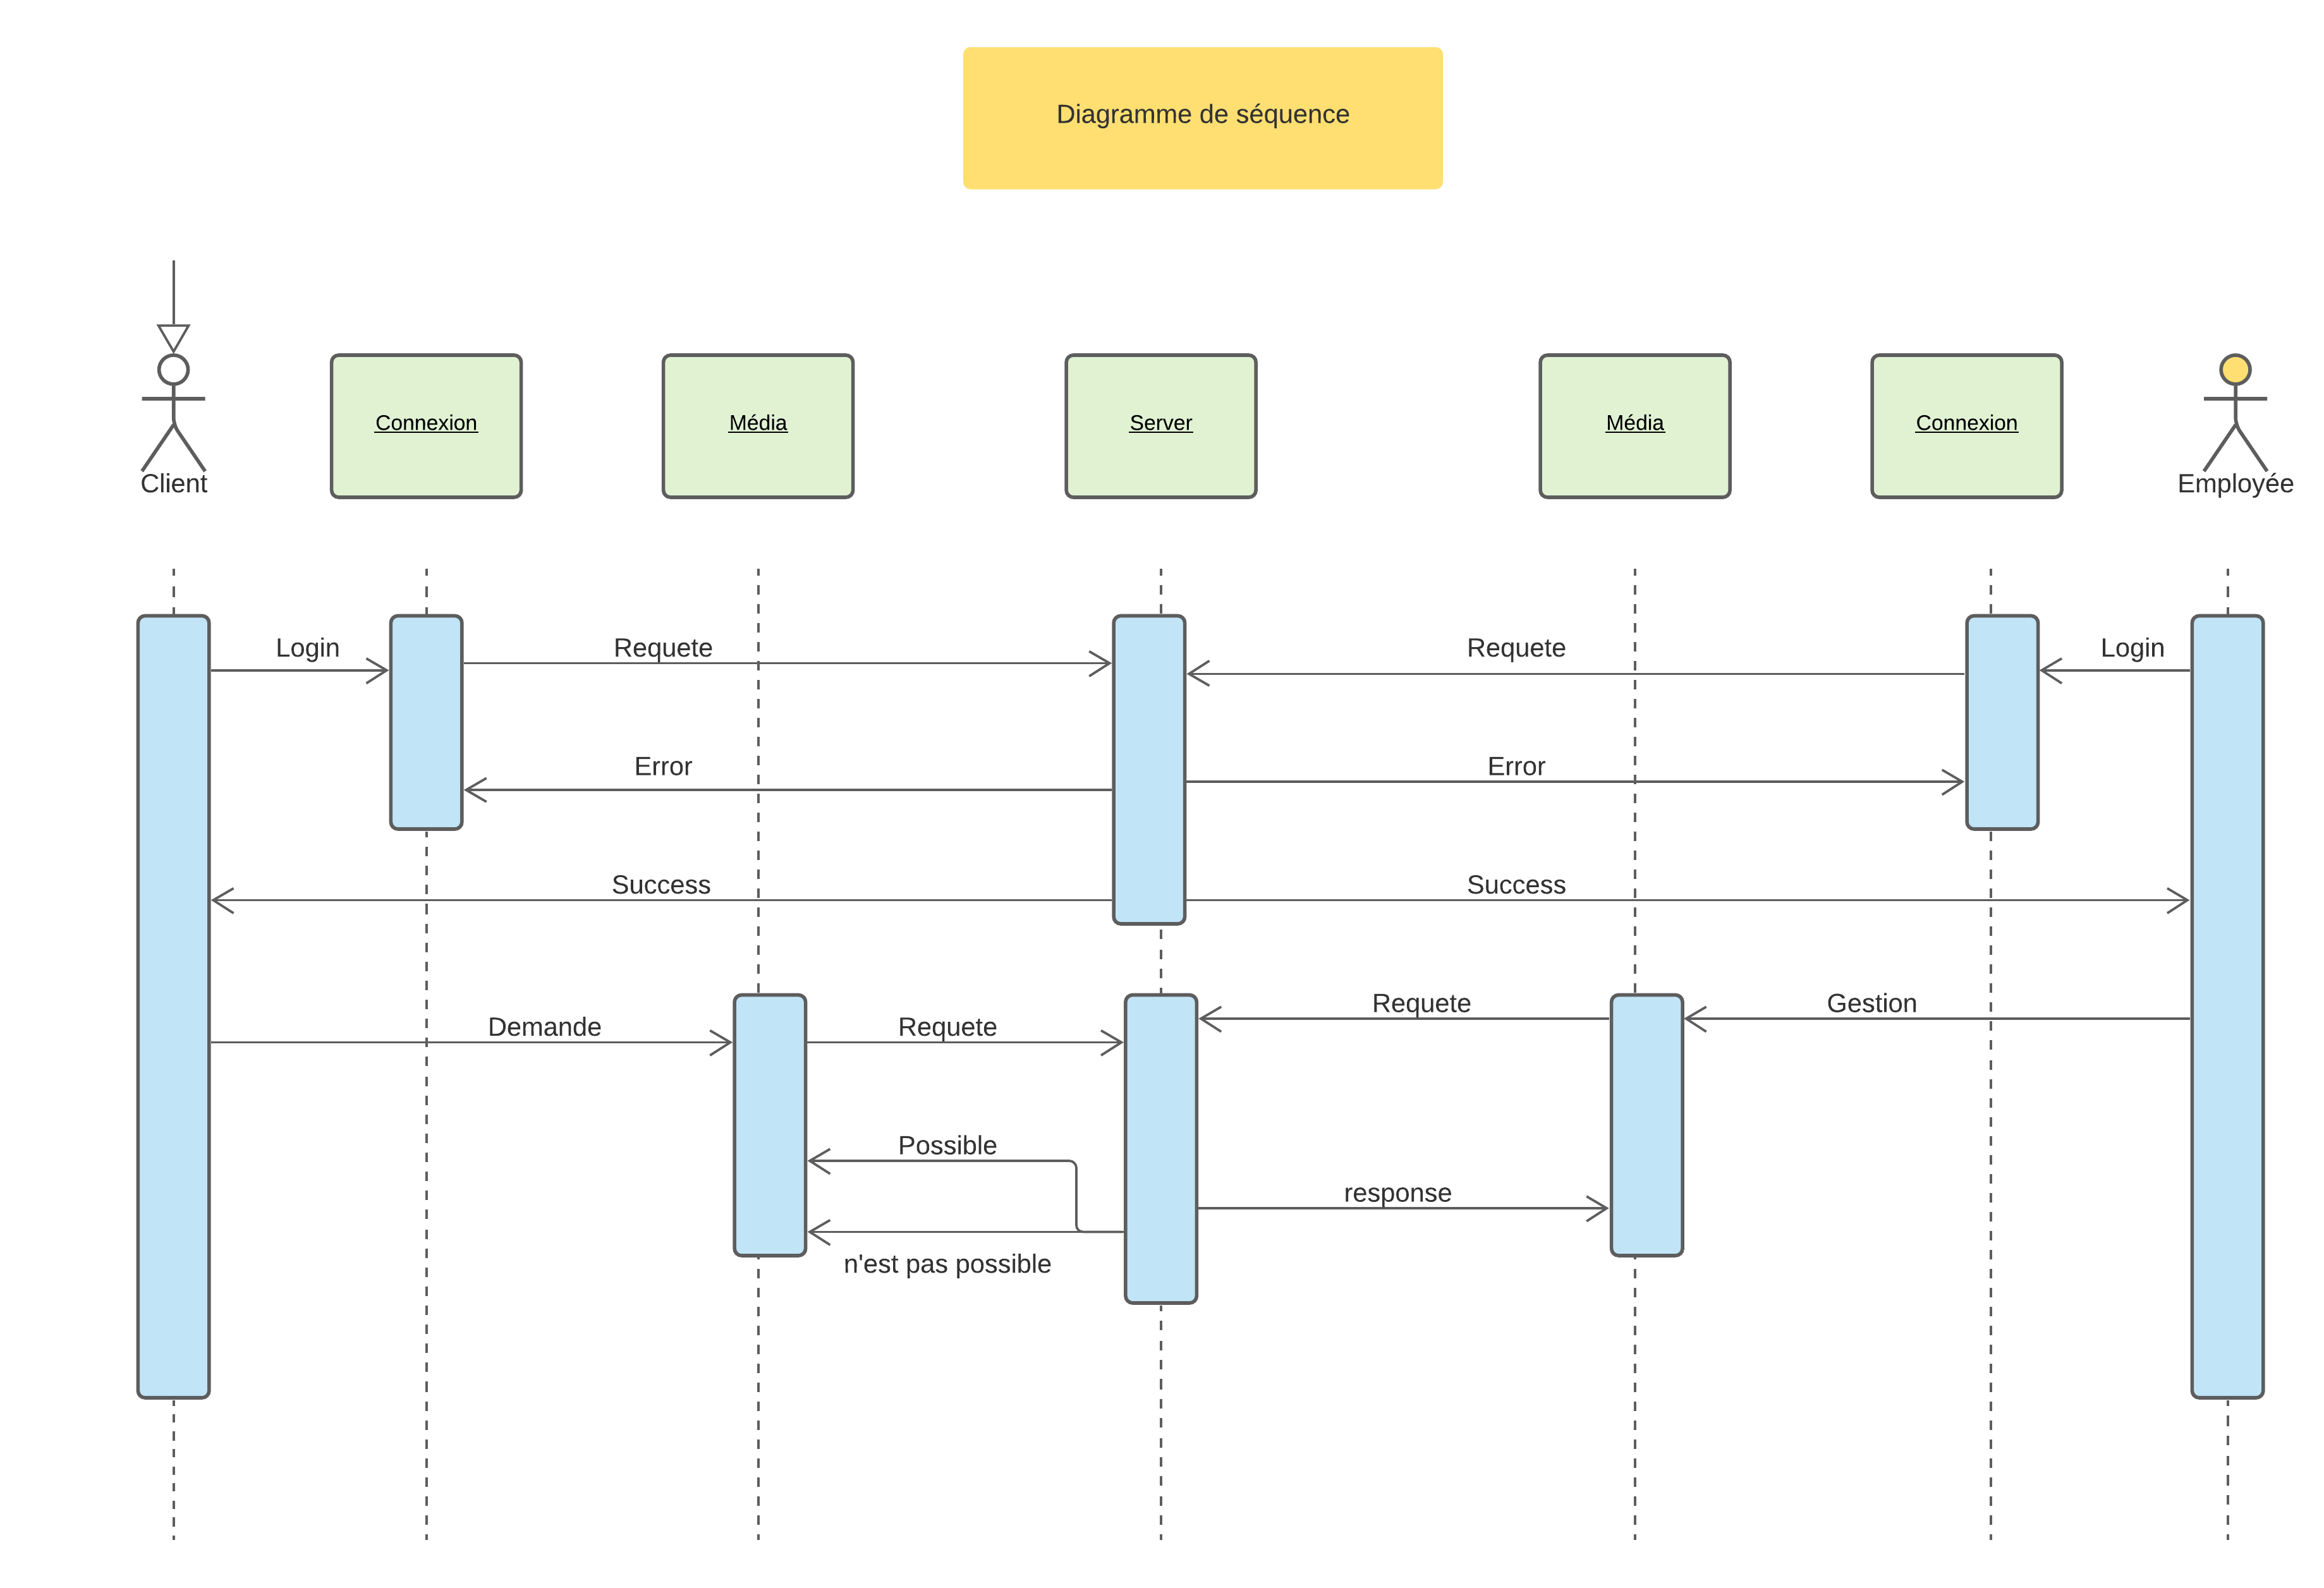 Diagramme de séquence
Client
Connexion
Média
Server
Média
Connexion
Employée
Login
Requete
Requete
Login
Error
Error
Success
Success
Demande
Requete
Requete
Gestion
Possible
response
n'est pas possible